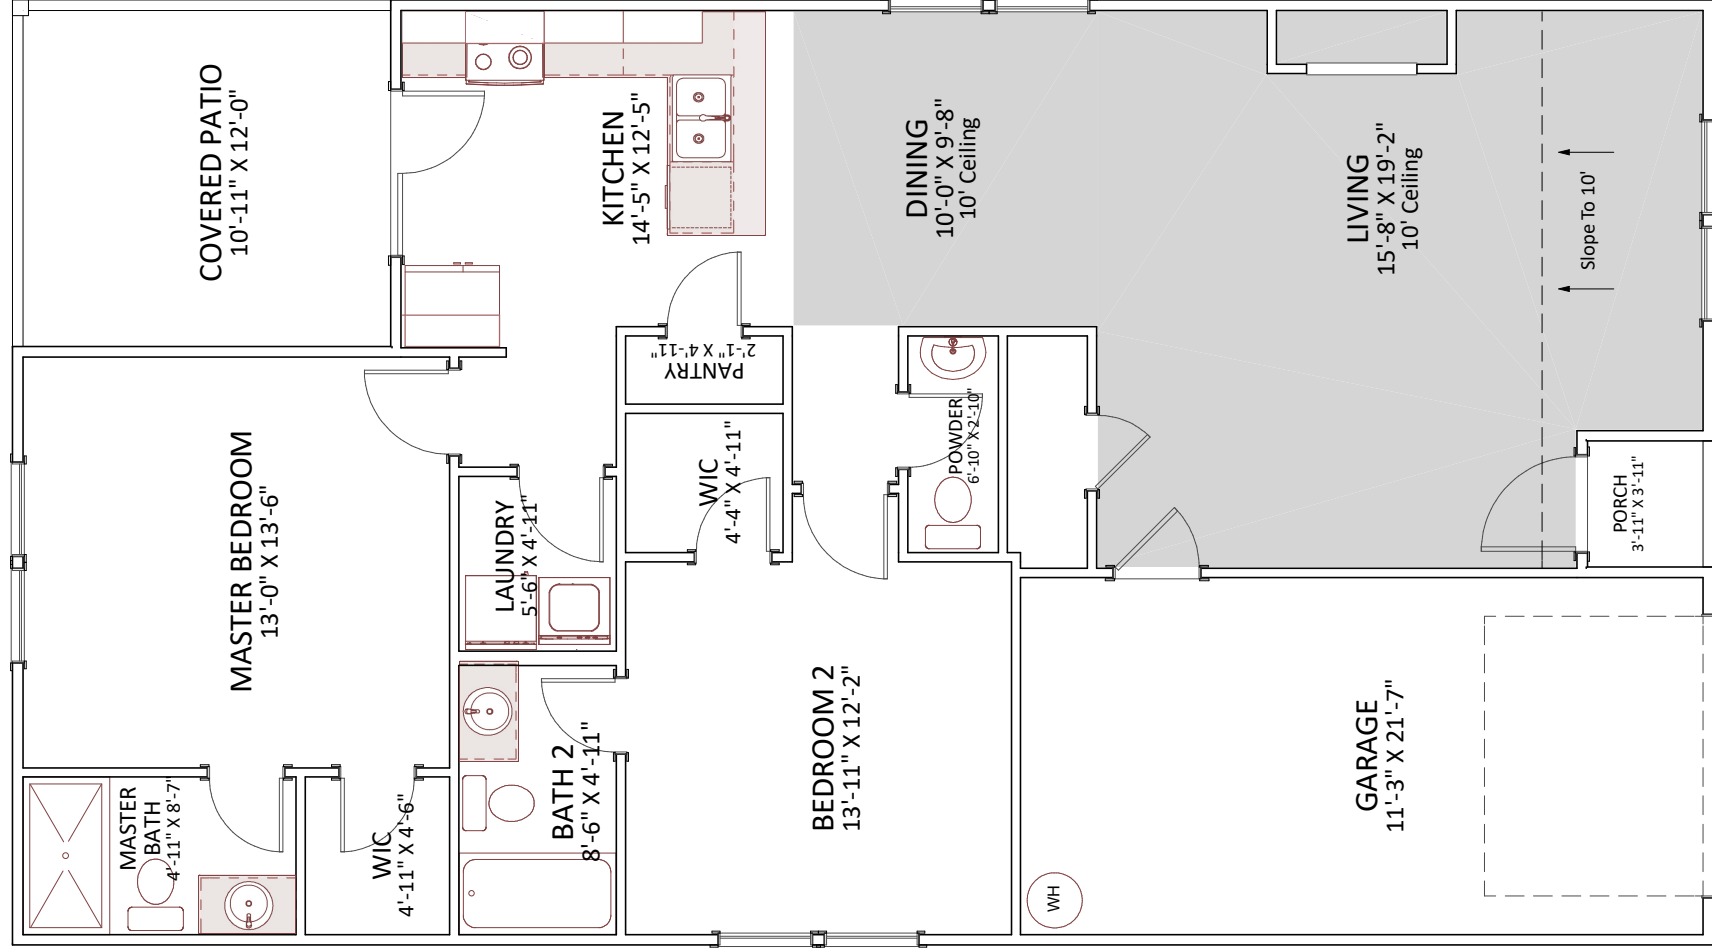 COVERED PATIO
10'-11" X 12'-0"
KITCHEN
14'-5" X 12'-5"
DINING
10'-0" X 9'-8"
10' Ceiling
LIVING
15'-8" X 19'-2"
10' Ceiling
Slope To 10'
PANTRY
2'-1" X 4'-11"
POWDER
6'-10" X 2'-10"
WIC
4'-4" X 4'-11"
PORCH
3'-11" X 3'-11"
MASTER BEDROOM
13'-0" X 13'-6"
LAUNDRY
5'-6" X 4'-11"
BEDROOM 2
13'-11" X 12'-2"
GARAGE
11'-3" X 21'-7"
MASTER
BATH
4'-11" X 8'-7"
WIC
4'-11" X 4'-6"
BATH 2
8'-6" X 4'-11"
WH